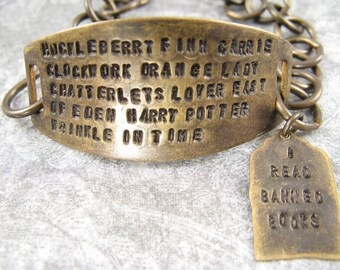 HUCKLEBERRY FINN CARRIE
CLOCKWORK ORANGE LADY
CHATTERLEYS LOVER EAST
OF EDEN HARRY POTTER
WRINKLE IN TIME
I
READ
BANNED
BOOKS